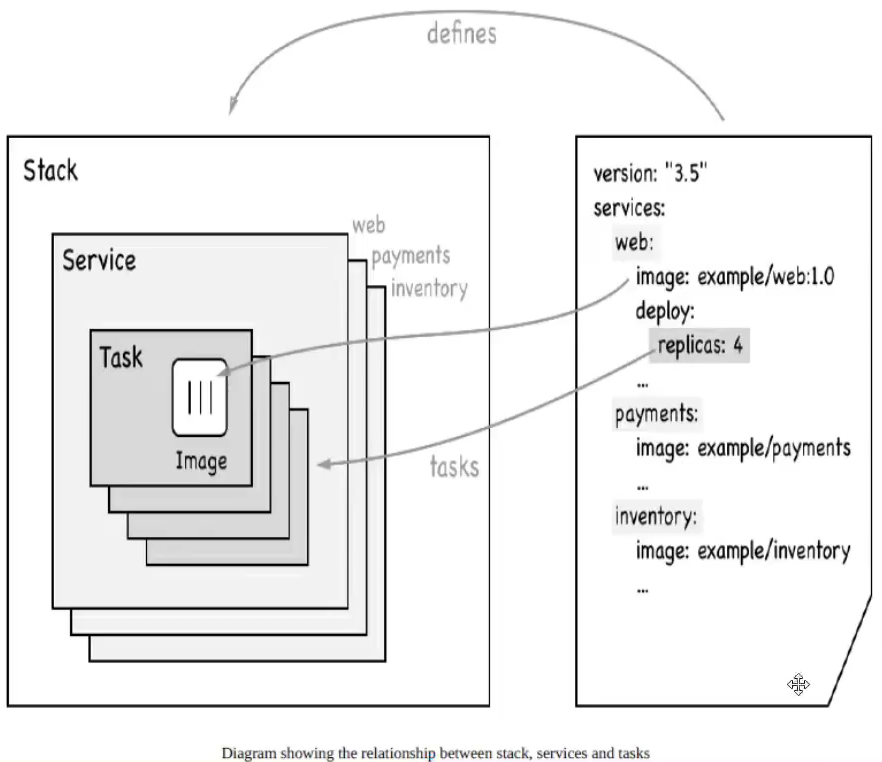 defines
Stack
Service
web
payments
inventory
Task
Image
tasks
version: "3.5"
services:
web:
image: example/web:1.0
deploy:
replicas: 4
...
payments:
image: example/payments
...
inventory:
image: example/inventory
...
Diagram showing the relationship between stack, services and tasks